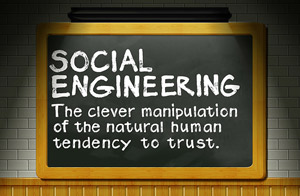 SOCIAL
ENGINEERING
The clever manipulation
of the natural human
tendency to trust.